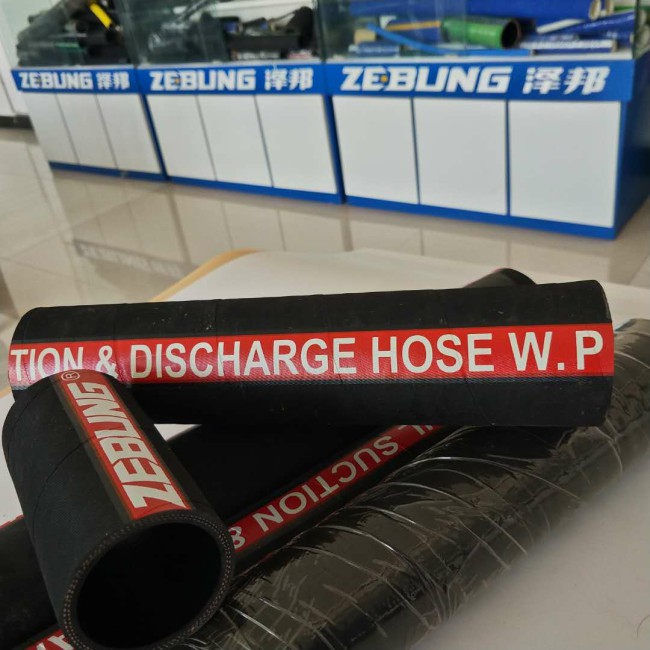 ZEBUNG 泽邦
ZEBUNG 泽邦
ZEBUNG 泽邦
TION & DISCHARGE HOSE W.P
ZEBUNG®
L SUCTION &